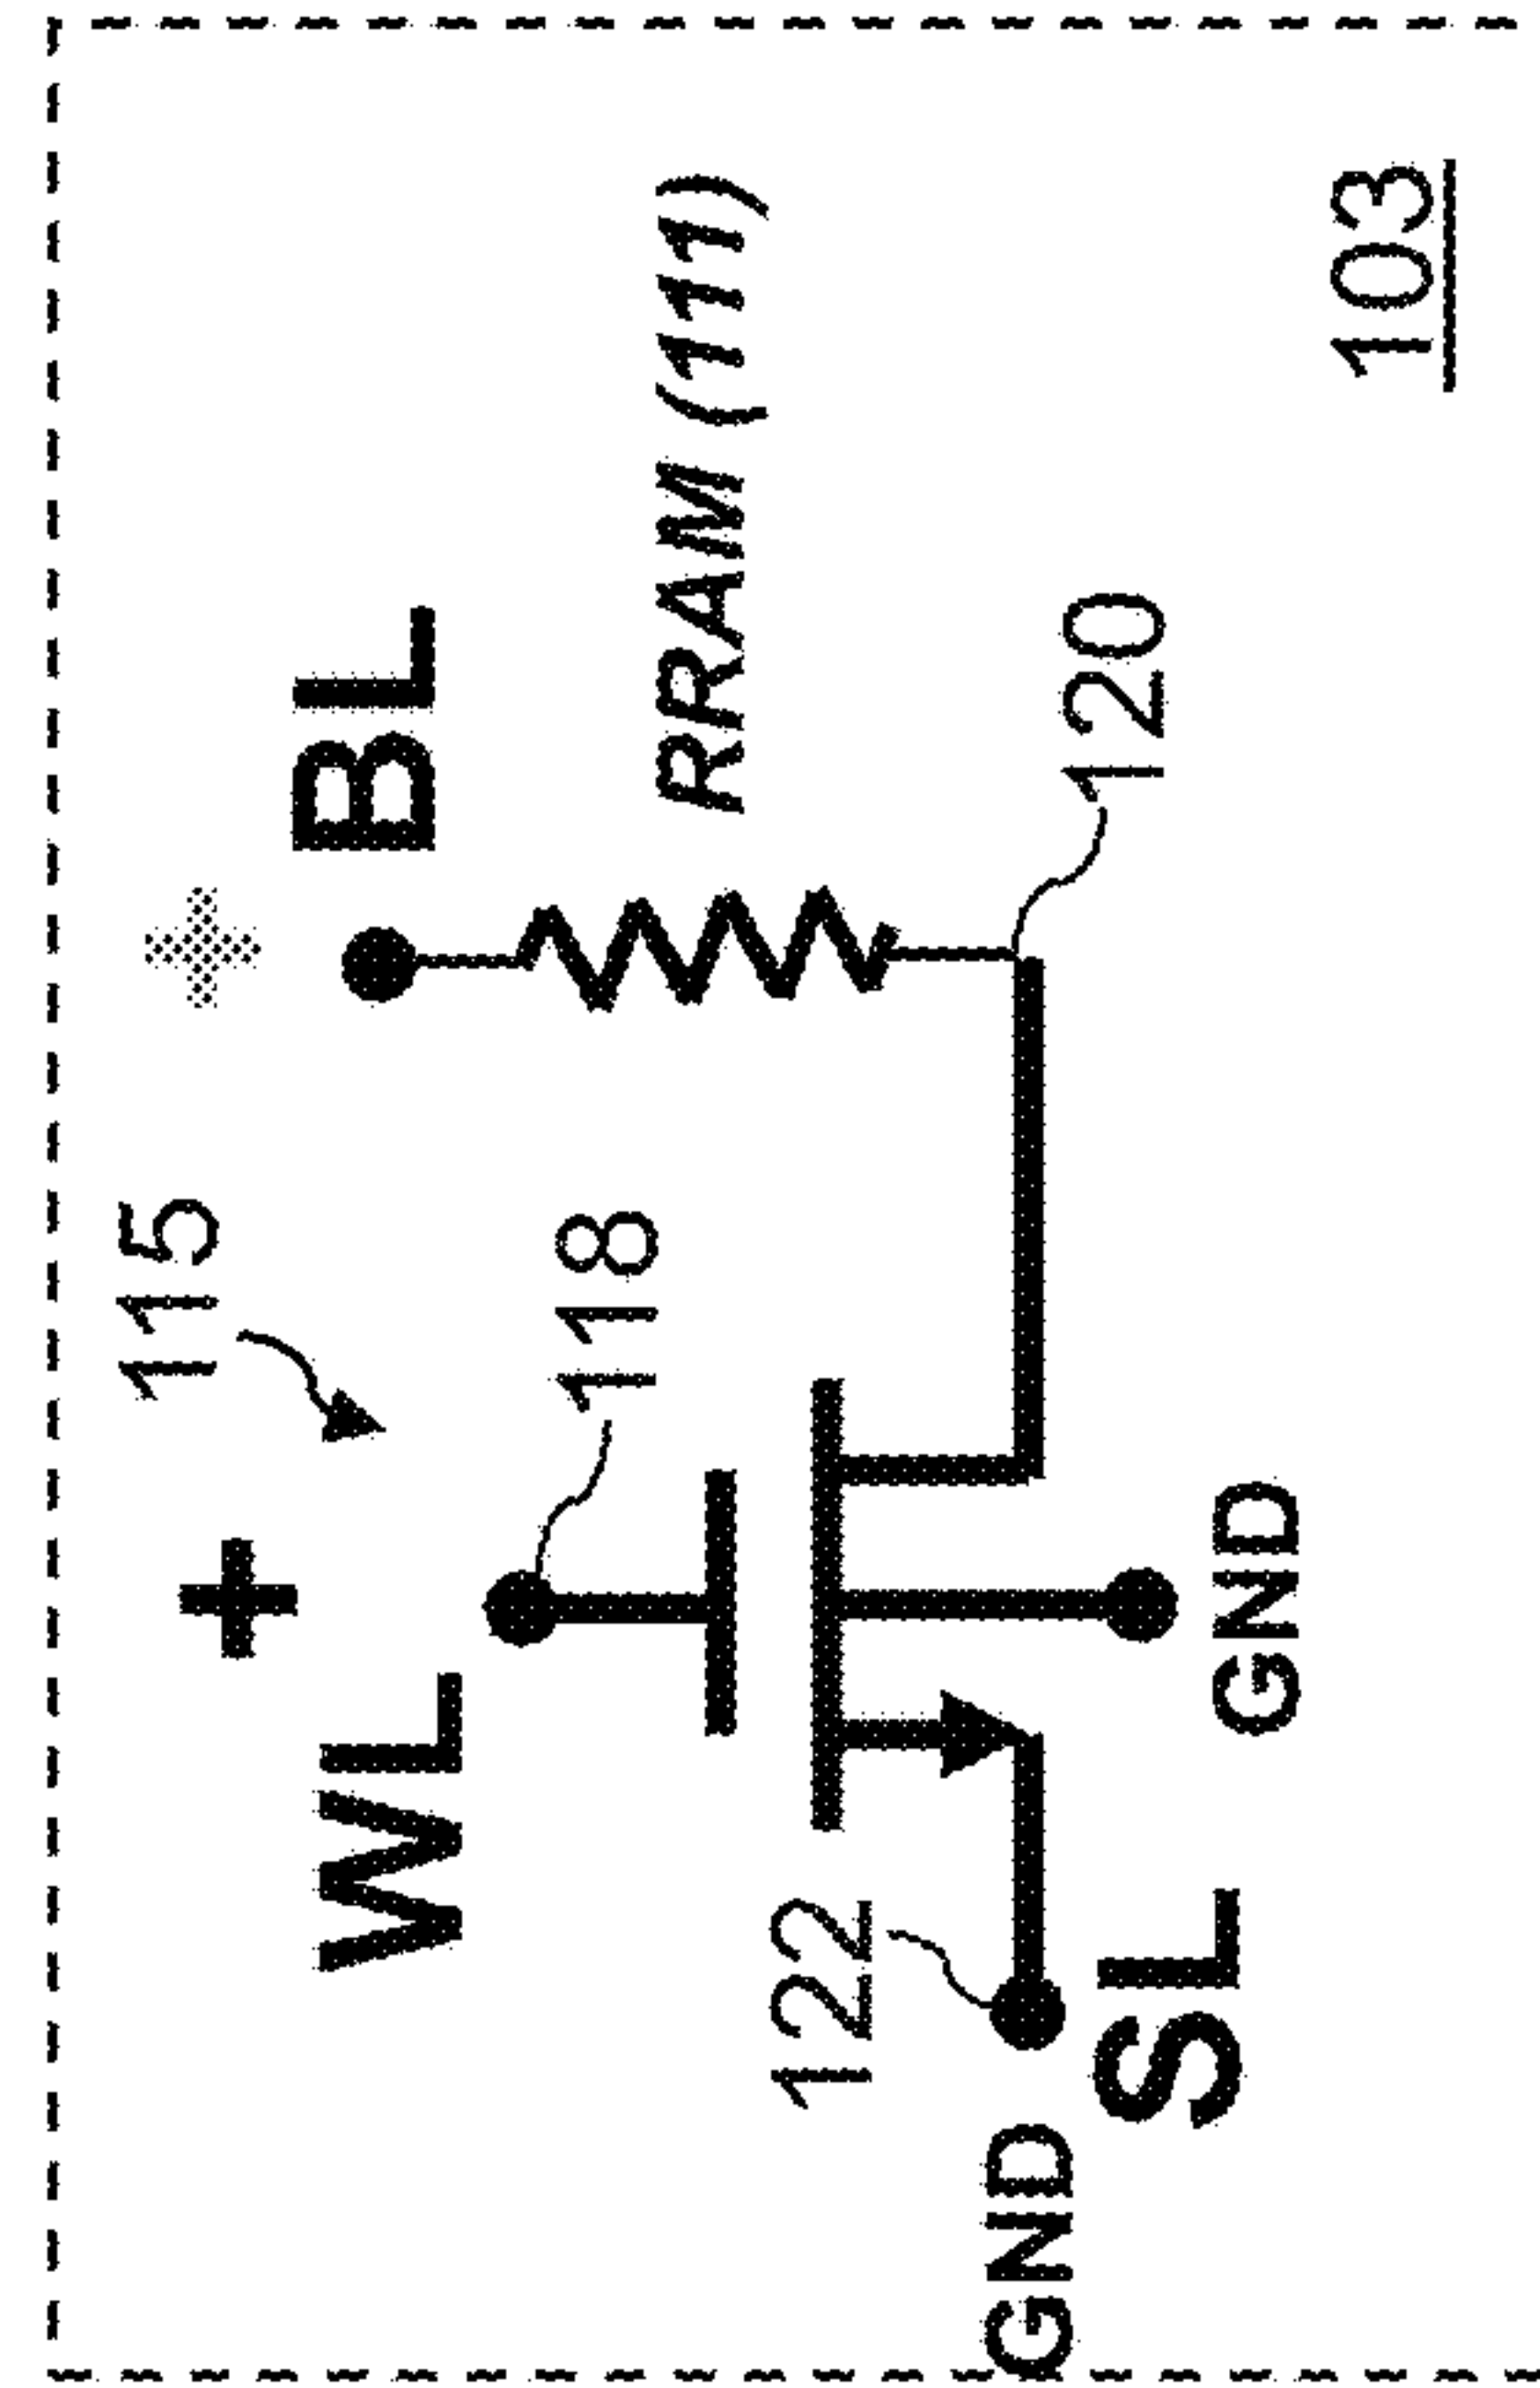 115
+
+
WL
BL
118
RRAM (111)
122
120
GND
SL
GND
103